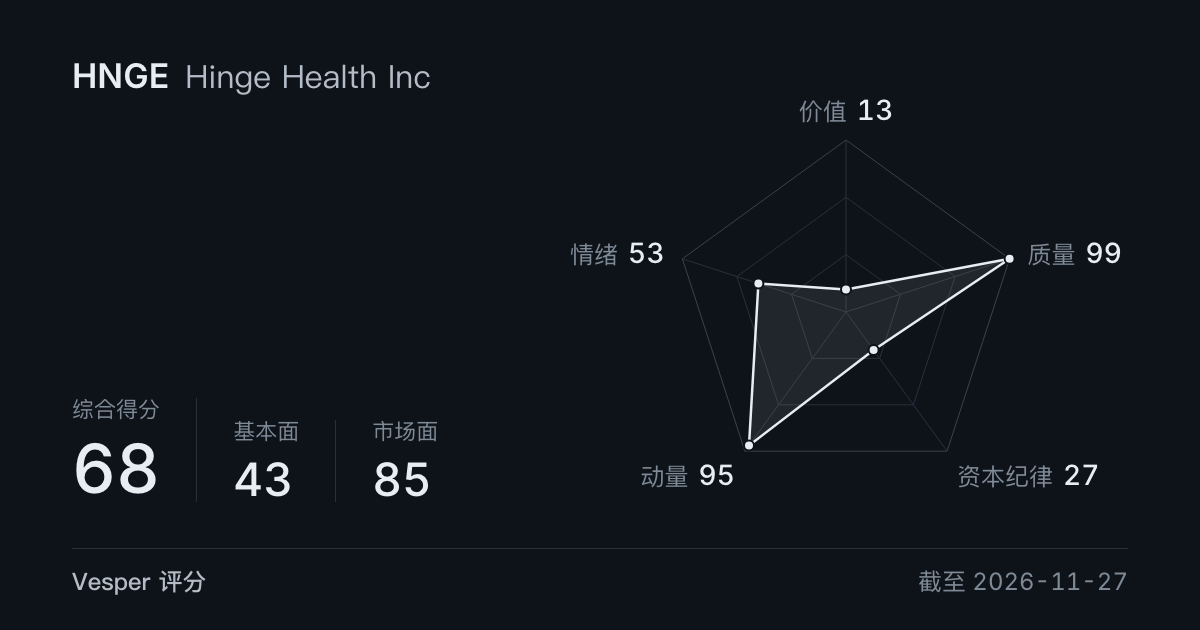 HNGE Hinge Health Inc
价值 13
情绪 53
质量 99
动量 95
资本纪律 27
综合得分
68
基本面
43
市场面
85
Vesper 评分
截至 2026-11-27